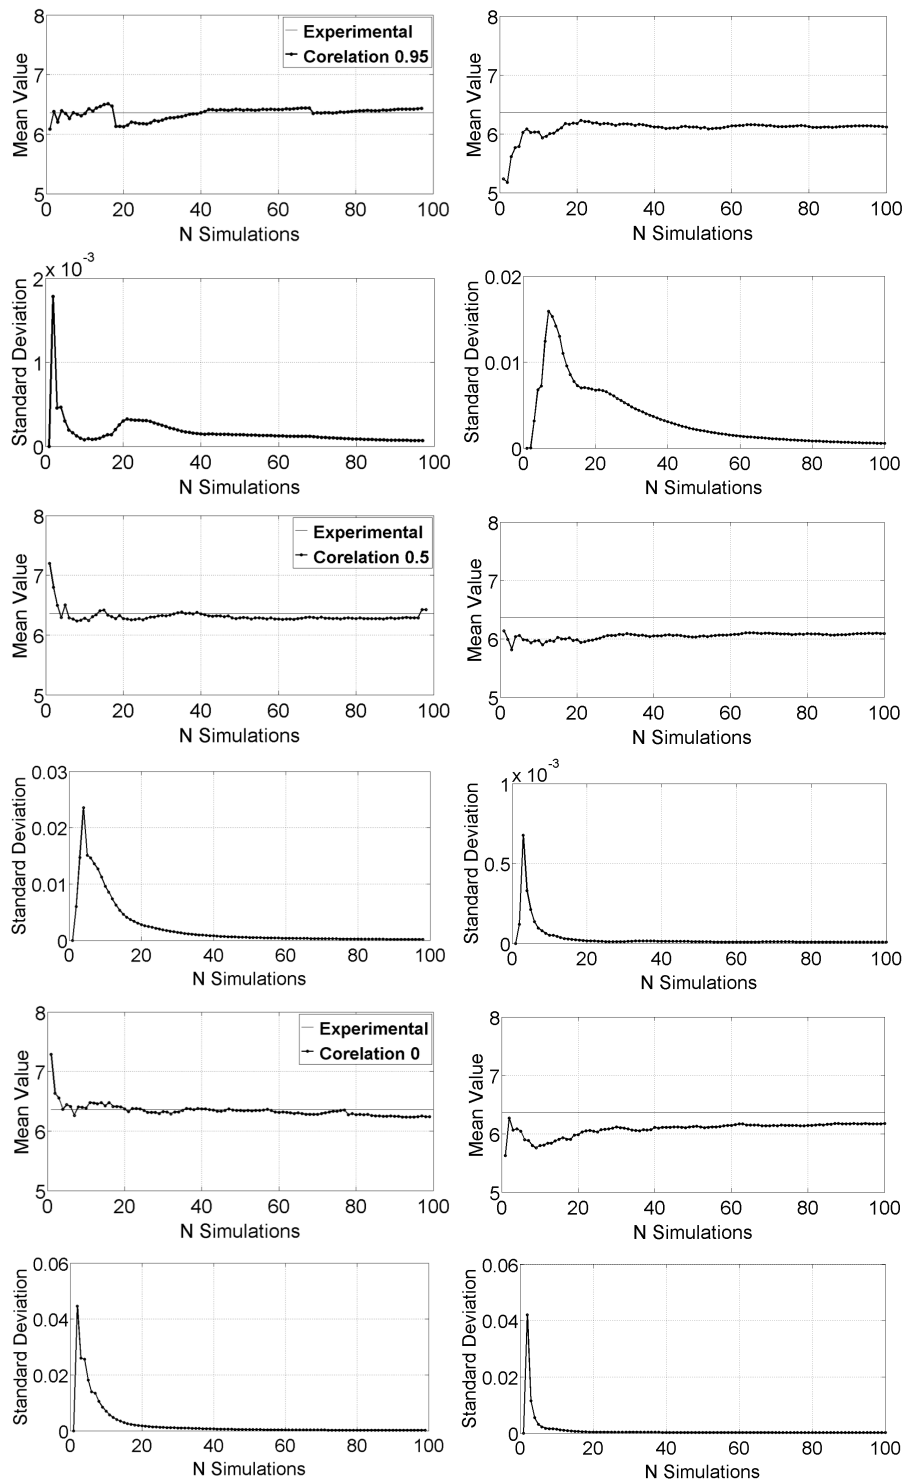 8
7
6
5
Mean Value
Experimental
Corelation 0.95
0 20 40 60 80 100
N Simulations
8
7
6
5
Mean Value
0 20 40 60 80 100
N Simulations
x 10^-3
2
1
0
Standard Deviation
0 20 40 60 80 100
N Simulations
0.02
0.01
0
Standard Deviation
0 20 40 60 80 100
N Simulations
8
7
6
5
Mean Value
Experimental
Corelation 0.5
0 20 40 60 80 100
N Simulations
8
7
6
5
Mean Value
0 20 40 60 80 100
N Simulations
0.03
0.02
0.01
0
Standard Deviation
0 20 40 60 80 100
N Simulations
x 10^-3
1
0.5
0
Standard Deviation
0 20 40 60 80 100
N Simulations
8
7
6
5
Mean Value
Experimental
Corelation 0
0 20 40 60 80 100
N Simulations
8
7
6
5
Mean Value
0 20 40 60 80 100
N Simulations
0.06
0.04
0.02
0
Standard Deviation
0 20 40 60 80 100
N Simulations
0.06
0.04
0.02
0
Standard Deviation
0 20 40 60 80 100
N Simulations